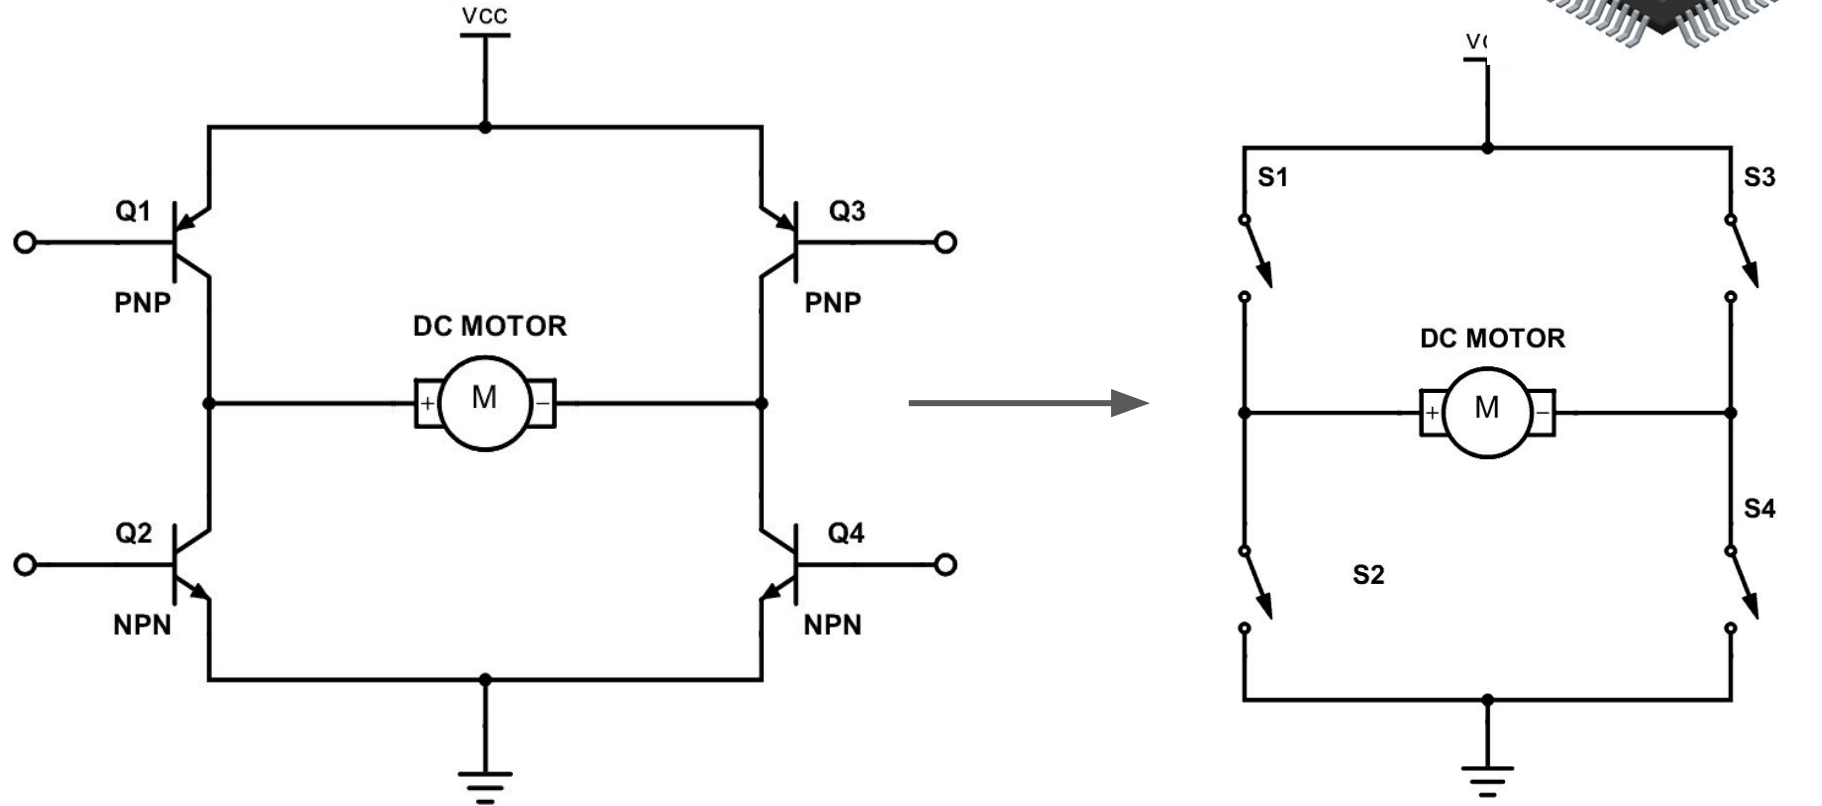 VCC
Q1
PNP
Q3
PNP
DC MOTOR
+ M −
Q2
NPN
Q4
NPN
S1
S3
DC MOTOR
+ M −
S4
S2